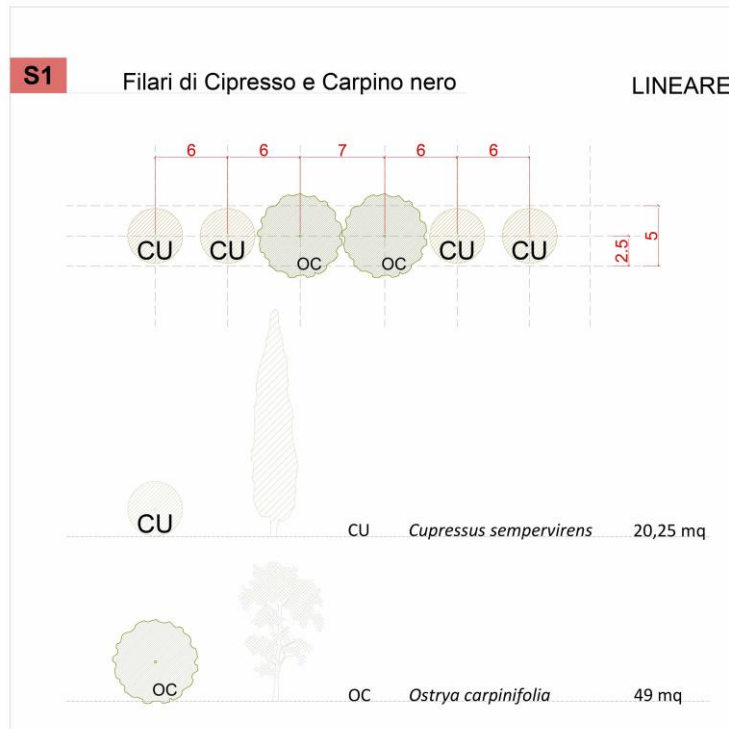 S1 Filari di Cipresso e Carpino nero LINEARE
6 6 7 6 6
CU CU OC OC CU CU
2.5 5
CU
CU Cupressus sempervirens 20,25 mq
OC
OC Ostrya carpinifolia 49 mq